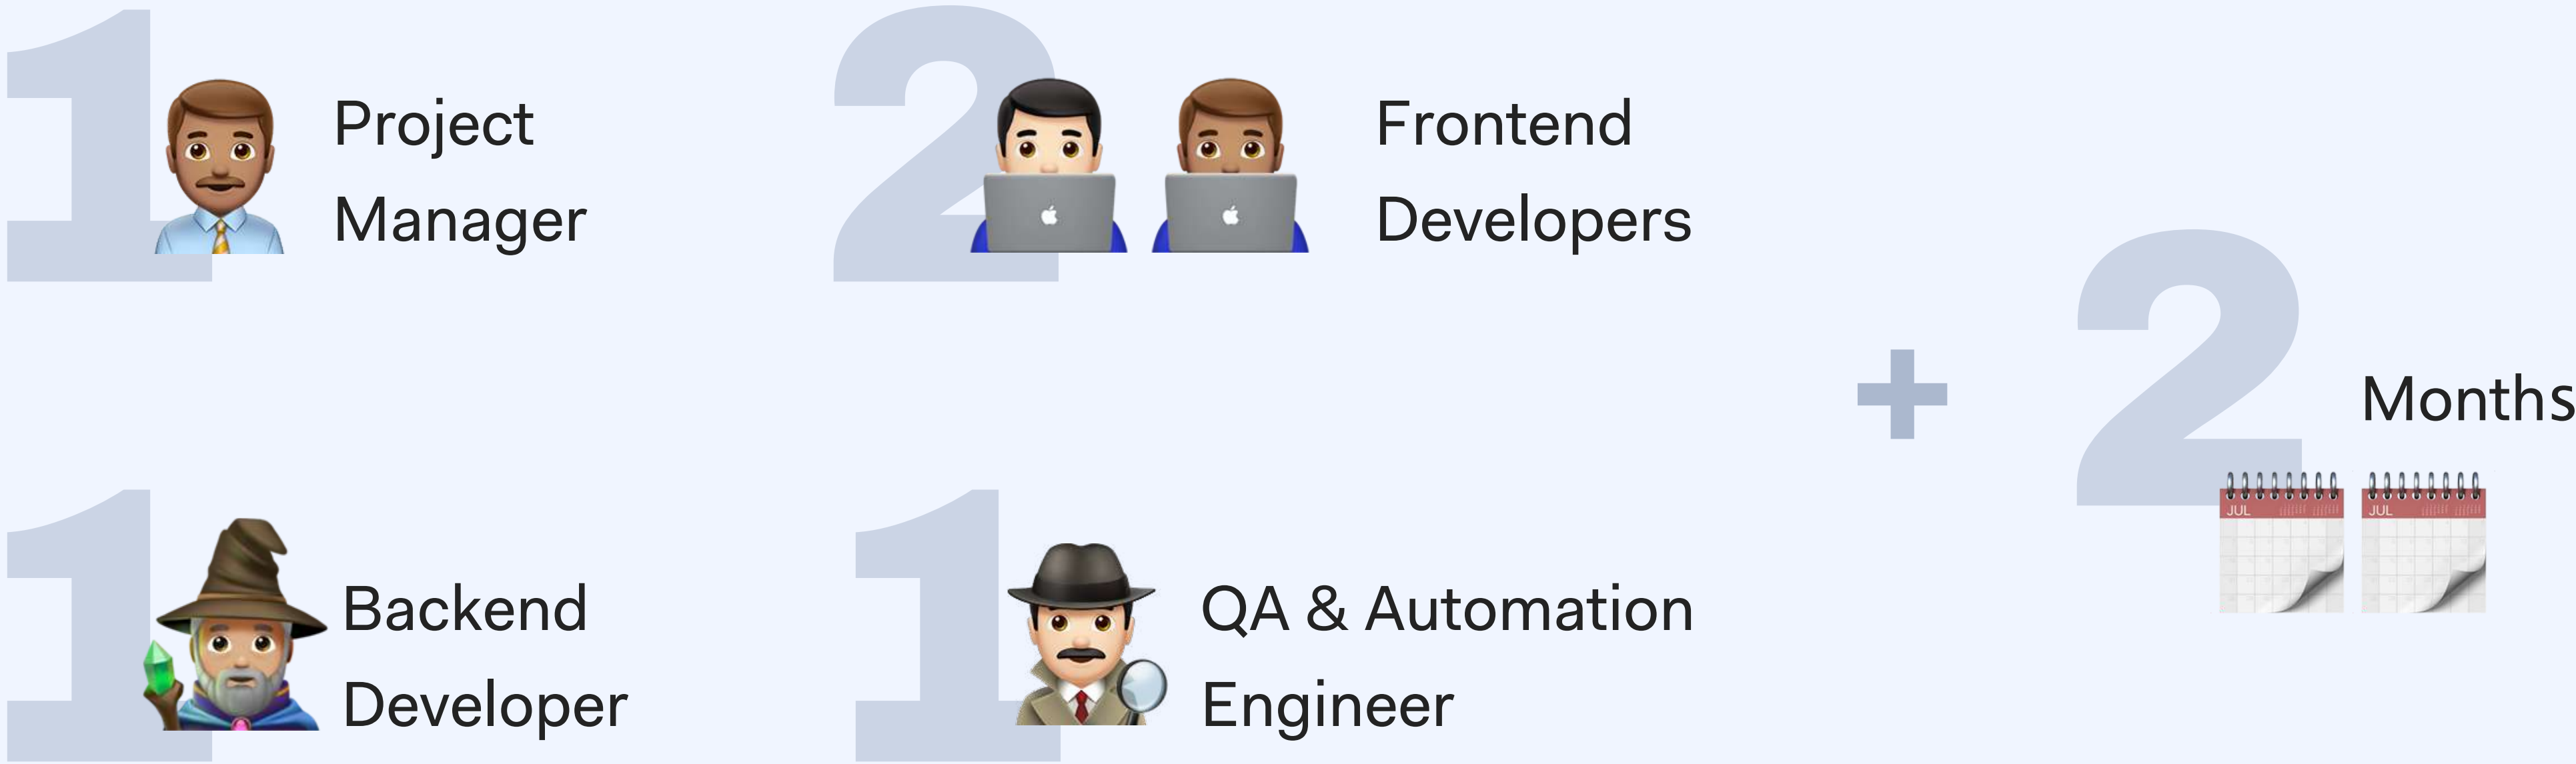 1
Project
Manager
2
Frontend
Developers
1
Backend
Developer
1
QA & Automation
Engineer
+
2
Months
JUL
JUL